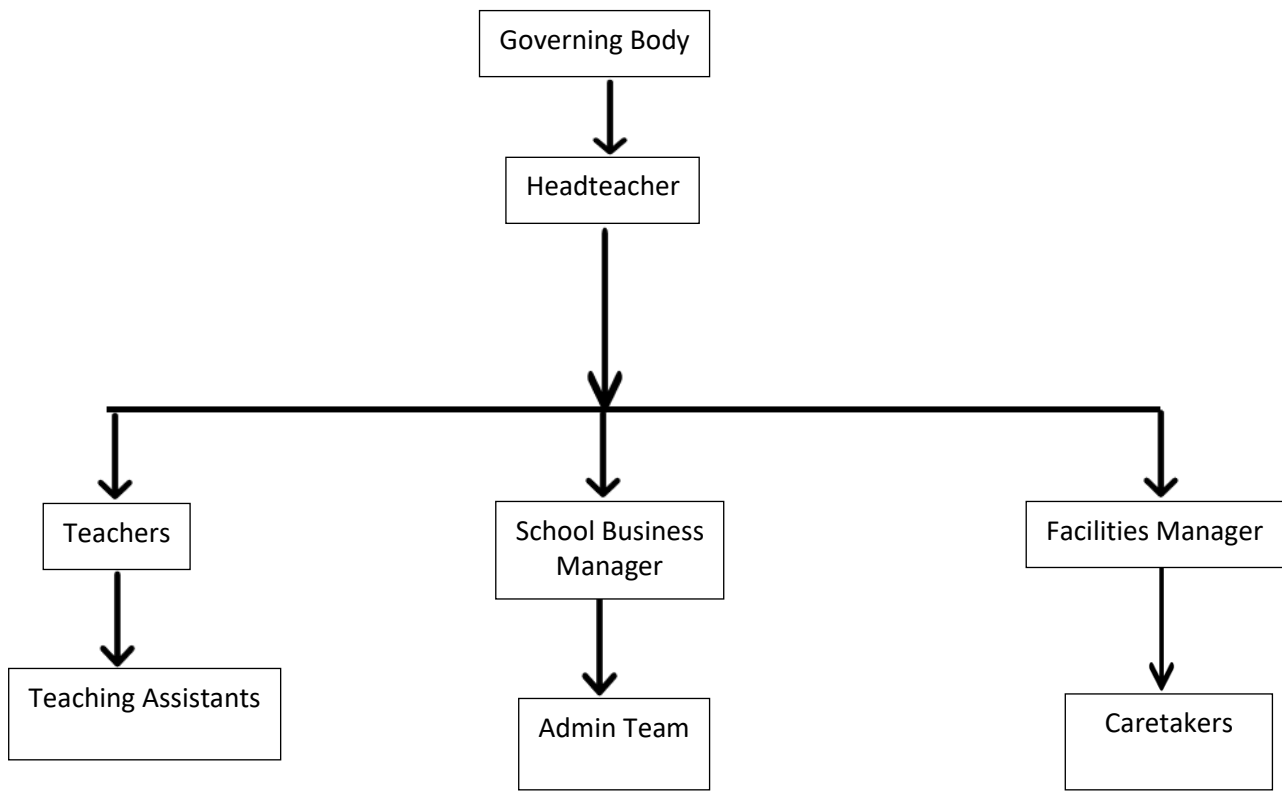 Governing Body
Headteacher
Teachers
School Business
Manager
Facilities Manager
Teaching Assistants
Admin Team
Caretakers